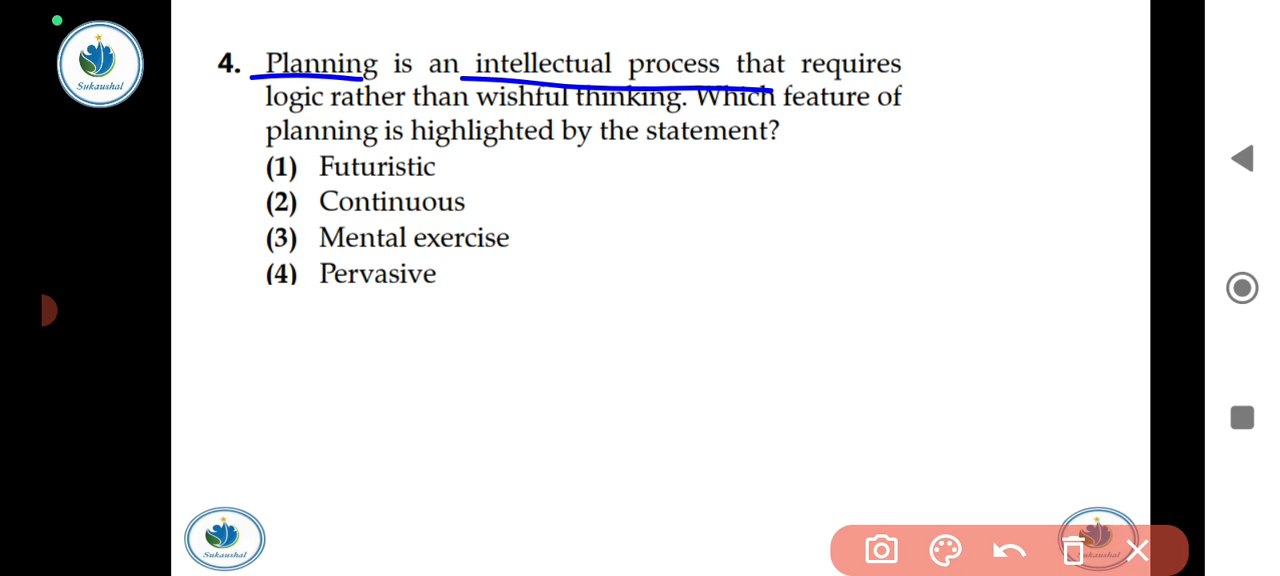 Sukaushal
4. Planning is an intellectual process that requires
logic rather than wishful thinking. Which feature of
planning is highlighted by the statement?
(1) Futuristic
(2) Continuous
(3) Mental exercise
(4) Pervasive
Sukaushal
Sukaushal